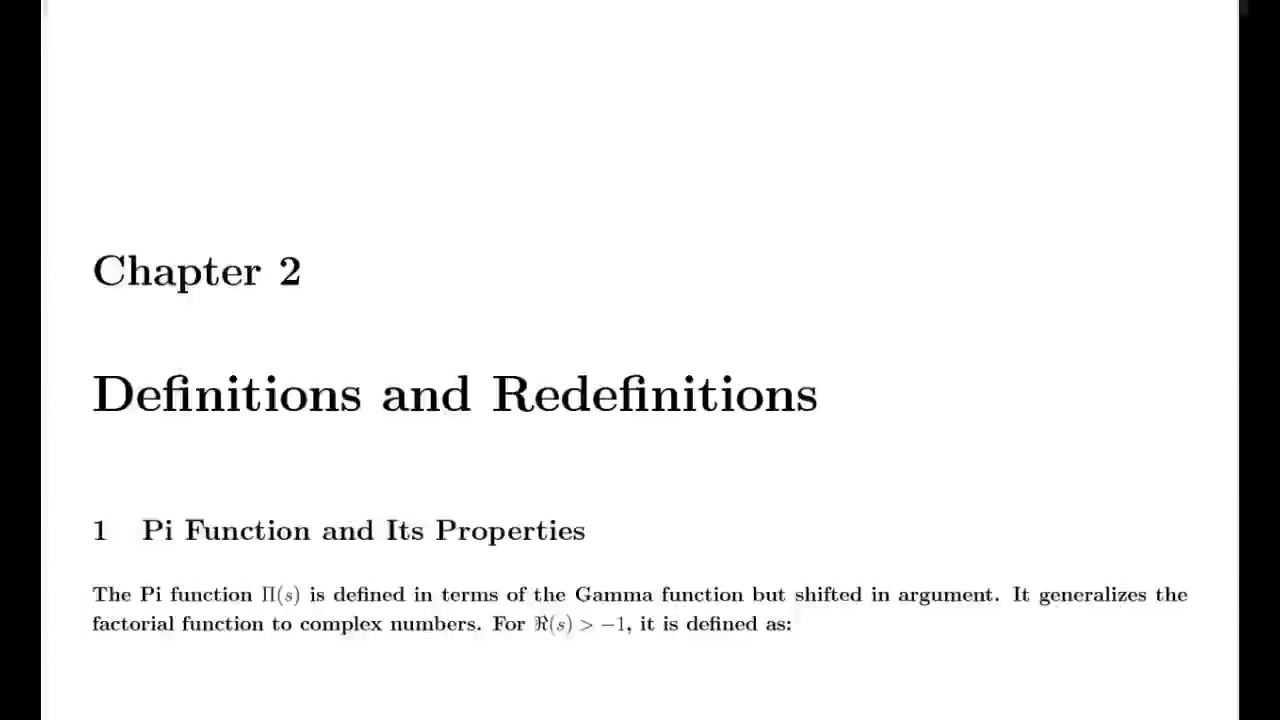 Chapter 2
Definitions and Redefinitions
1 Pi Function and Its Properties
The Pi function Π(s) is defined in terms of the Gamma function but shifted in argument. It generalizes the
factorial function to complex numbers. For ℜ(s) > −1, it is defined as: